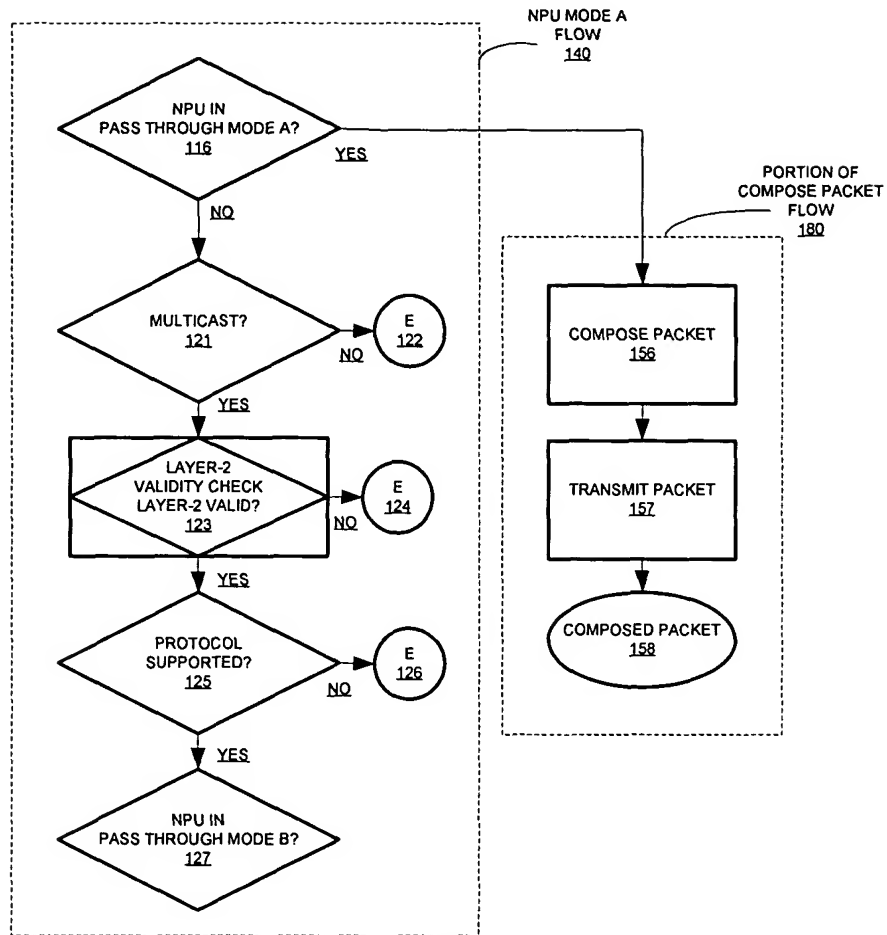 NPU MODE A
FLOW
140
NPU IN
PASS THROUGH MODE A?
116
YES
NO
PORTION OF
COMPOSE PACKET
FLOW
180
MULTICAST?
121
NO
E
122
YES
COMPOSE PACKET
156
LAYER-2
VALIDITY CHECK
LAYER-2 VALID?
123
NO
E
124
YES
TRANSMIT PACKET
157
PROTOCOL
SUPPORTED?
125
NO
E
126
YES
COMPOSED PACKET
158
NPU IN
PASS THROUGH MODE B?
127